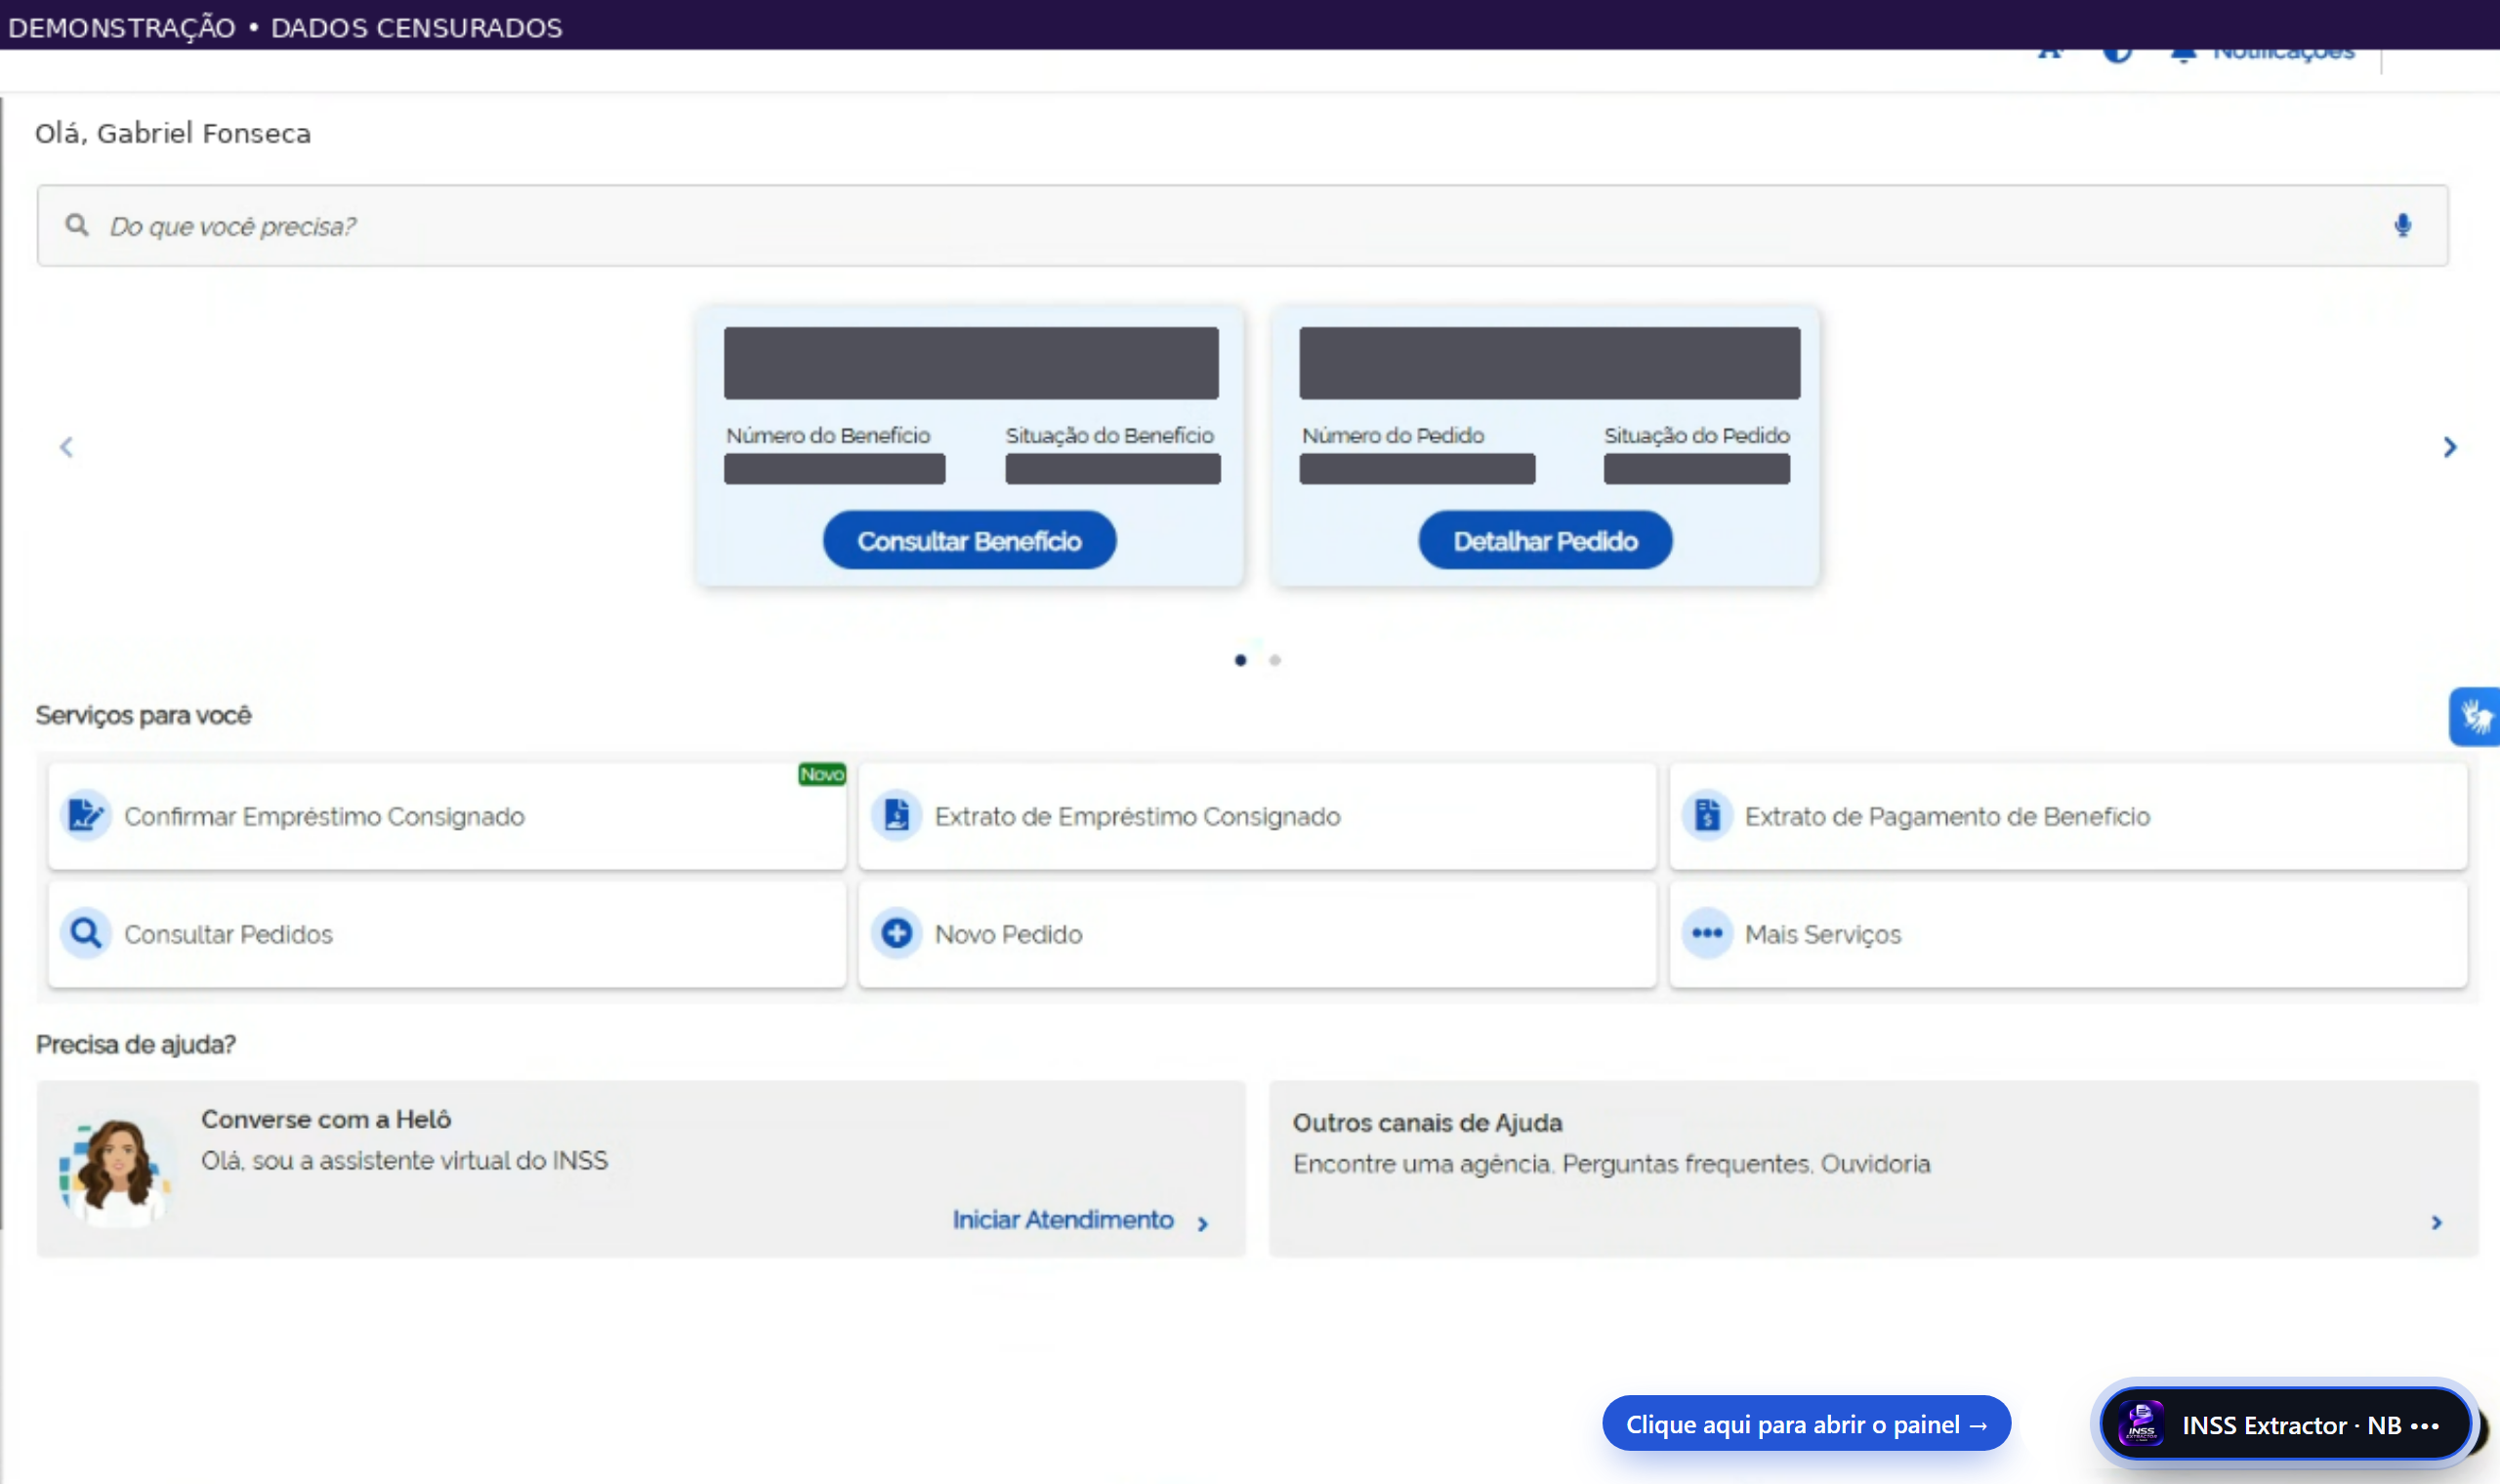 DEMONSTRAÇÃO • DADOS CENSURADOS
Notificações
Olá, Gabriel Fonseca
Do que você precisa?
Número do Benefício
Situação do Benefício
Consultar Benefício
Número do Pedido
Situação do Pedido
Detalhar Pedido
Serviços para você
Novo
Confirmar Empréstimo Consignado
Extrato de Empréstimo Consignado
Extrato de Pagamento de Benefício
Consultar Pedidos
Novo Pedido
Mais Serviços
Precisa de ajuda?
Converse com a Helô
Olá, sou a assistente virtual do INSS
Iniciar Atendimento
Outros canais de Ajuda
Encontre uma agência, Perguntas frequentes, Ouvidoria
Clique aqui para abrir o painel →
INSS
INSS Extractor · NB •••